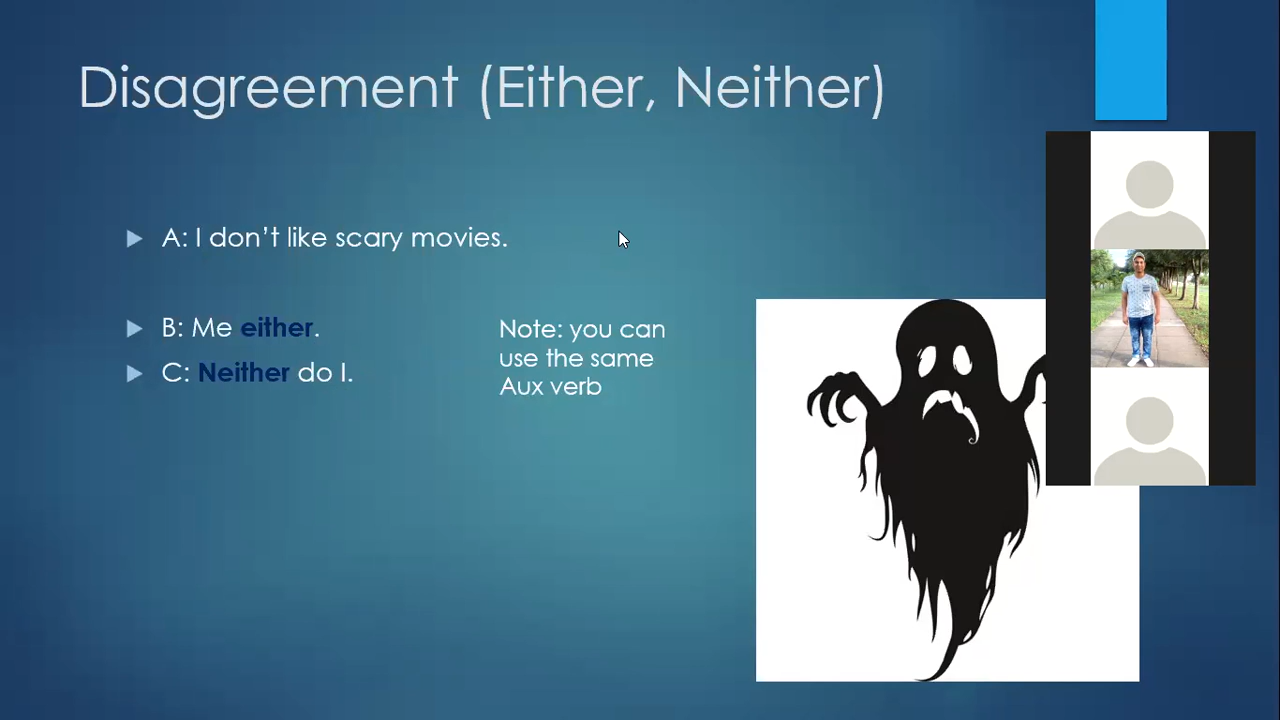 Disagreement (Either, Neither)
A: I don’t like scary movies.
B: Me either.
C: Neither do I.
Note: you can
use the same
Aux verb